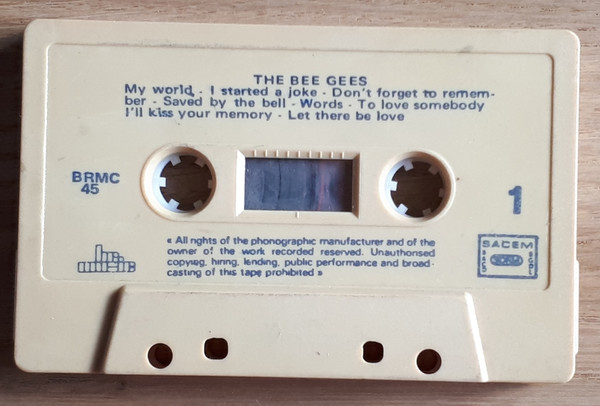 THE BEE GEES
My world . I started a joke - Don't forget to remem-
ber - Saved by the bell - Words - To love somebody
I'll kiss your memory - Let there be love
BRMC
45
1
« All rights of the phonographic manufacturer and of the
owner of the work recorded reserved. Unauthorised
copying, hiring, lending, public performance and broad-
casting of this tape prohibited »
SACEM